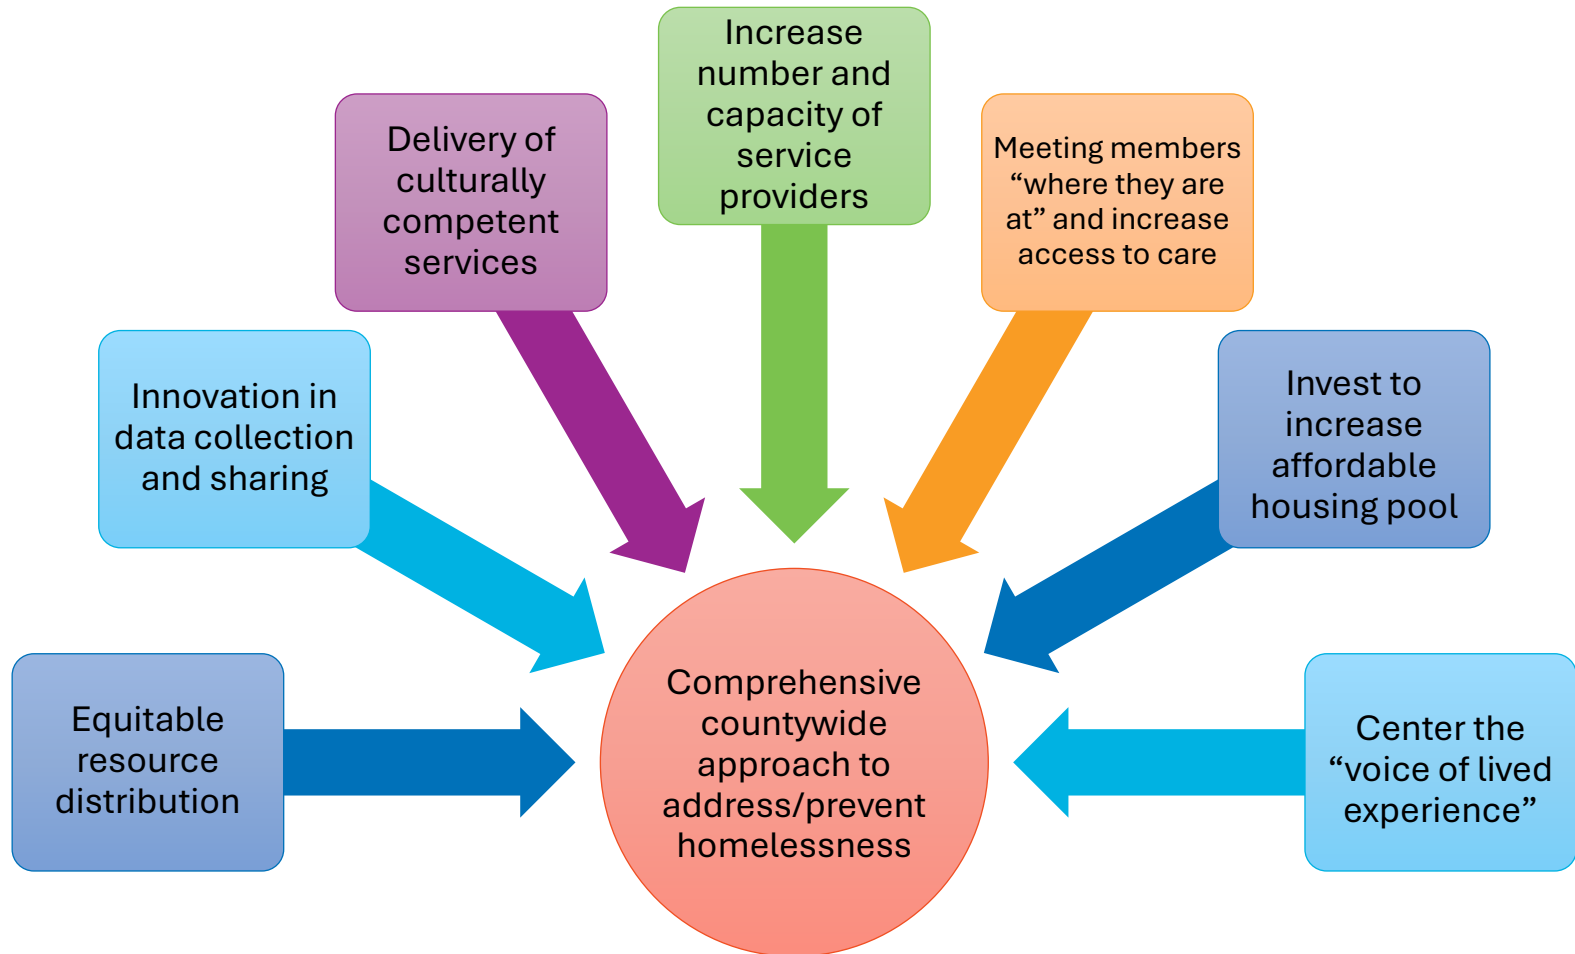 Increase
number and
capacity of
service
providers
Delivery of
culturally
competent
services
Meeting members
“where they are
at” and increase
access to care
Innovation in
data collection
and sharing
Invest to
increase
affordable
housing pool
Equitable
resource
distribution
Comprehensive
countywide
approach to
address/prevent
homelessness
Center the
“voice of lived
experience”